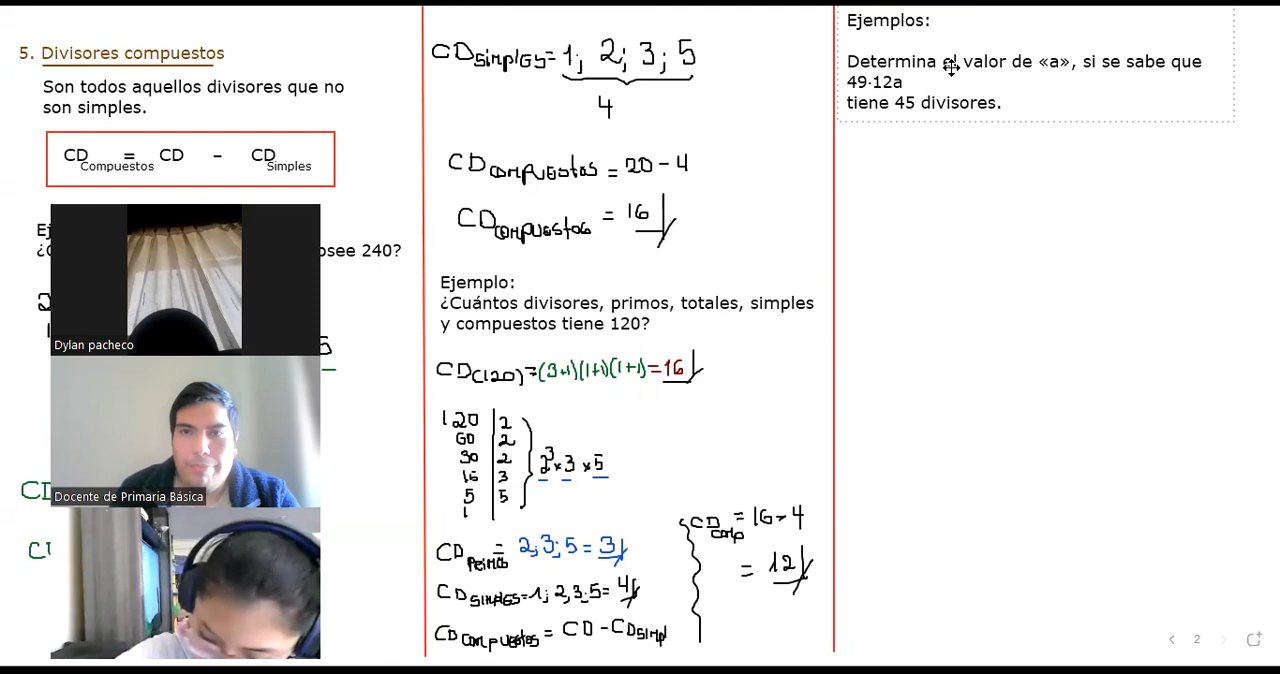 5. Divisores compuestos
Son todos aquellos divisores que no
son simples.
CD Compuestos = CD - CD Simples
osee 240?
Dylan pacheco
Docente de Primaria Básica
CD simples = 1; 2; 3; 5
4
CD compuestos = 20 - 4
CD compuestos = 16
Ejemplo:
¿Cuántos divisores, primos, totales, simples
y compuestos tiene 120?
CD(120) = (3+1)(1+1)(1+1) = 16
120 2
60 2
30 2
15 3
5 5
1
2³ x 3 x 5
CD primos = 2; 3; 5 = 3
CD simples = 1; 2, 3; 5 = 4
CD compuestos = CD - CD simpl
CD comp = 16 - 4
= 12
Ejemplos:
Determina el valor de «a», si se sabe que
49·12a
tiene 45 divisores.
2